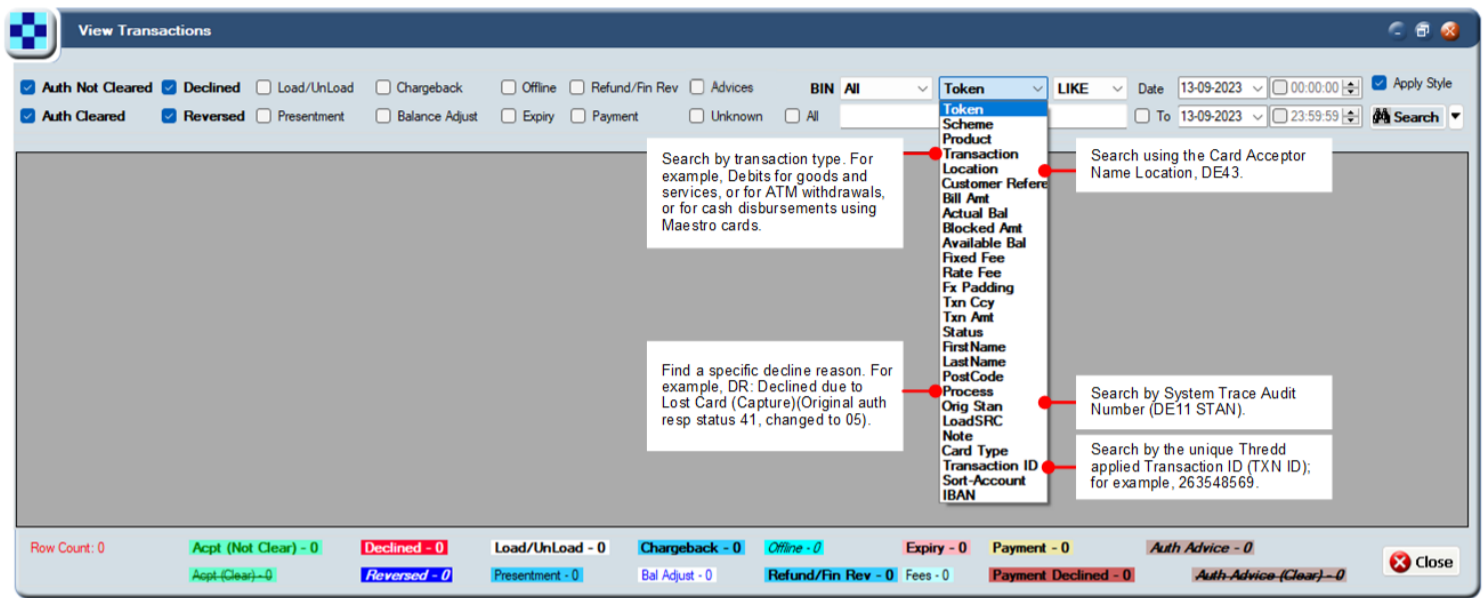 View Transactions
Auth Not Cleared Declined Load/UnLoad Chargeback Offline Refund/Fin Rev Advices BIN All Token LIKE Date 13-09-2023 00:00:00 Apply Style
Auth Cleared Reversed Presentment Balance Adjust Expiry Payment Unknown All To 13-09-2023 23:59:59 Search
Token
Scheme
Product
Transaction
Location
Customer Refere
Bill Amt
Actual Bal
Blocked Amt
Available Bal
Fixed Fee
Rate Fee
Fx Padding
Txn Ccy
Txn Amt
Status
FirstName
LastName
PostCode
Process
Orig Stan
LoadSRC
Note
Card Type
Transaction ID
Sort-Account
IBAN
Search by transaction type. For
example, Debits for goods and
services, or for ATM withdrawals,
or for cash disbursements using
Maestro cards.
Search using the Card Acceptor
Name Location, DE43.
Find a specific decline reason. For
example, DR: Declined due to
Lost Card (Capture)(Original auth
resp status 41, changed to 05).
Search by System Trace Audit
Number (DE11 STAN).
Search by the unique Thredd
applied Transaction ID (TXN ID);
for example, 263548569.
Row Count: 0 Acpt (Not Clear) - 0 Declined - 0 Load/UnLoad - 0 Chargeback - 0 Offline - 0 Expiry - 0 Payment - 0 Auth Advice - 0
Acpt (Clear) - 0 Reversed - 0 Presentment - 0 Bal Adjust - 0 Refund/Fin Rev - 0 Fees - 0 Payment Declined - 0 Auth Advice (Clear) - 0
Close